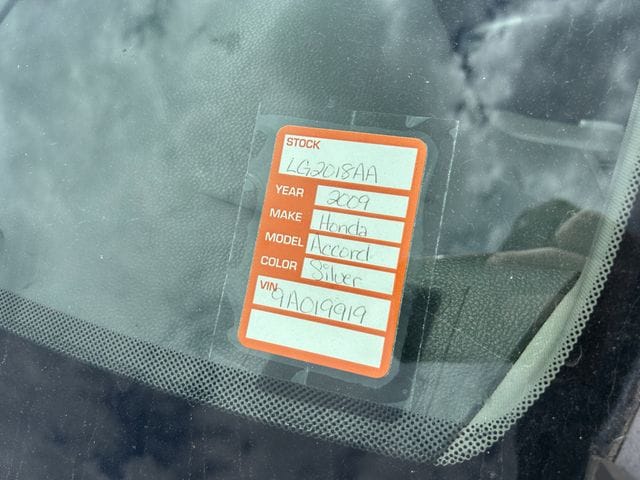 STOCK
LG2018AA
YEAR 2009
MAKE Honda
MODEL Accord
COLOR Silver
VIN 9A019919